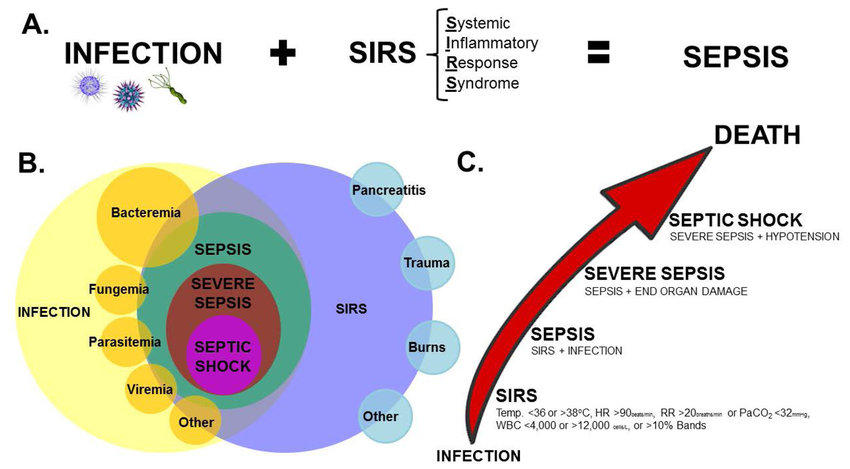 A.
INFECTION + SIRS = SEPSIS
Systemic
Inflammatory
Response
Syndrome
B.
Bacteremia
Fungemia
INFECTION
Parasitemia
Viremia
Other
SEPSIS
SEVERE
SEPSIS
SEPTIC
SHOCK
SIRS
Pancreatitis
Trauma
Burns
Other
C.
DEATH
SEPTIC SHOCK
SEVERE SEPSIS + HYPOTENSION
SEVERE SEPSIS
SEPSIS + END ORGAN DAMAGE
SEPSIS
SIRS + INFECTION
SIRS
Temp. <36 or >38°C, HR >90beats/min, RR >20breaths/min or PaCO2 <32mmHg,
WBC <4,000 or >12,000 cells/L, or >10% Bands
INFECTION